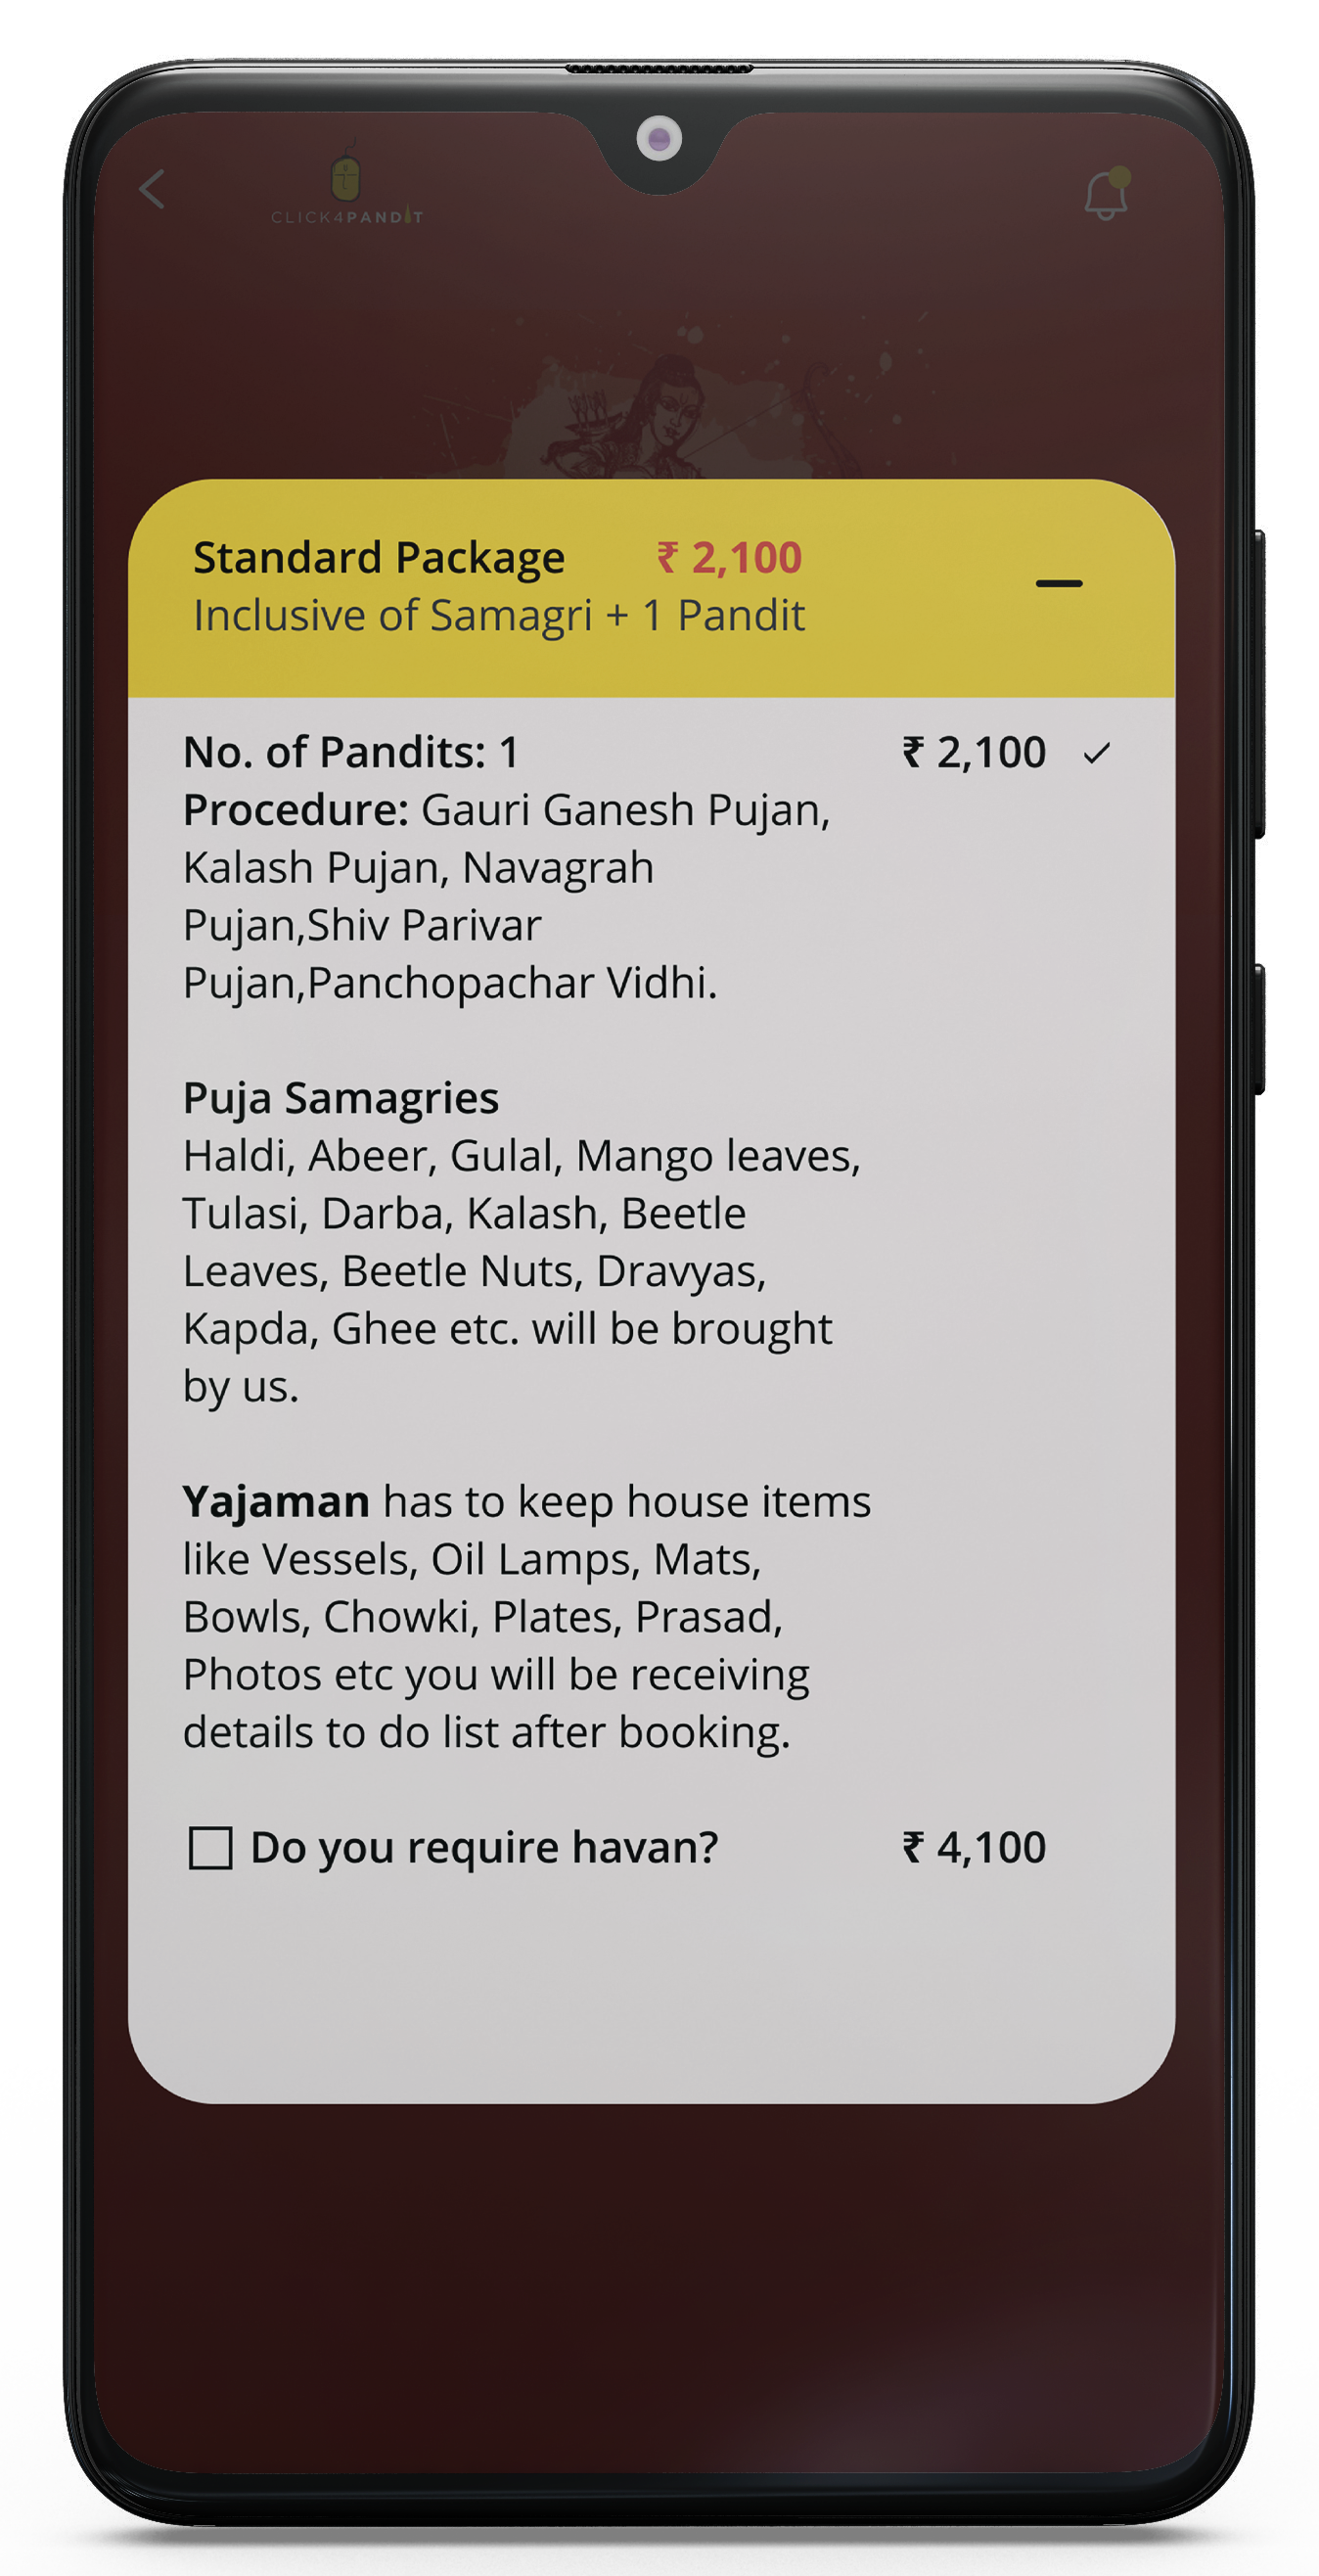 CLICK4PANDIT
Standard Package ₹ 2,100
Inclusive of Samagri + 1 Pandit
No. of Pandits: 1 ₹ 2,100
Procedure: Gauri Ganesh Pujan,
Kalash Pujan, Navagrah
Pujan,Shiv Parivar
Pujan,Panchopachar Vidhi.
Puja Samagries
Haldi, Abeer, Gulal, Mango leaves,
Tulasi, Darba, Kalash, Beetle
Leaves, Beetle Nuts, Dravyas,
Kapda, Ghee etc. will be brought
by us.
Yajaman has to keep house items
like Vessels, Oil Lamps, Mats,
Bowls, Chowki, Plates, Prasad,
Photos etc you will be receiving
details to do list after booking.
Do you require havan? ₹ 4,100